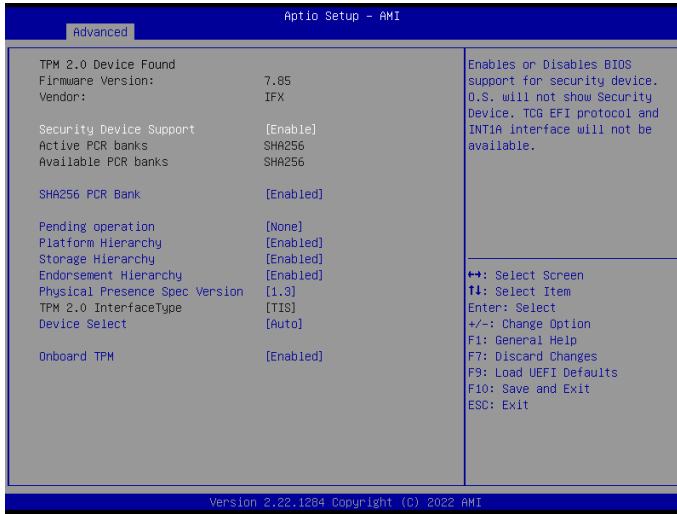 Aptio Setup - AMI
Advanced
TPM 2.0 Device Found
Firmware Version: 7.85
Vendor: IFX
Security Device Support [Enable]
Active PCR banks SHA256
Available PCR banks SHA256
SHA256 PCR Bank [Enabled]
Pending operation [None]
Platform Hierarchy [Enabled]
Storage Hierarchy [Enabled]
Endorsement Hierarchy [Enabled]
Physical Presence Spec Version [1.3]
TPM 2.0 InterfaceType [TIS]
Device Select [Auto]
Onboard TPM [Enabled]
Enables or Disables BIOS
support for security device.
O.S. will not show Security
Device. TCG EFI protocol and
INT1A interface will not be
available.
↔: Select Screen
↑↓: Select Item
Enter: Select
+/-: Change Option
F1: General Help
F7: Discard Changes
F9: Load UEFI Defaults
F10: Save and Exit
ESC: Exit
Version 2.22.1284 Copyright (C) 2022 AMI